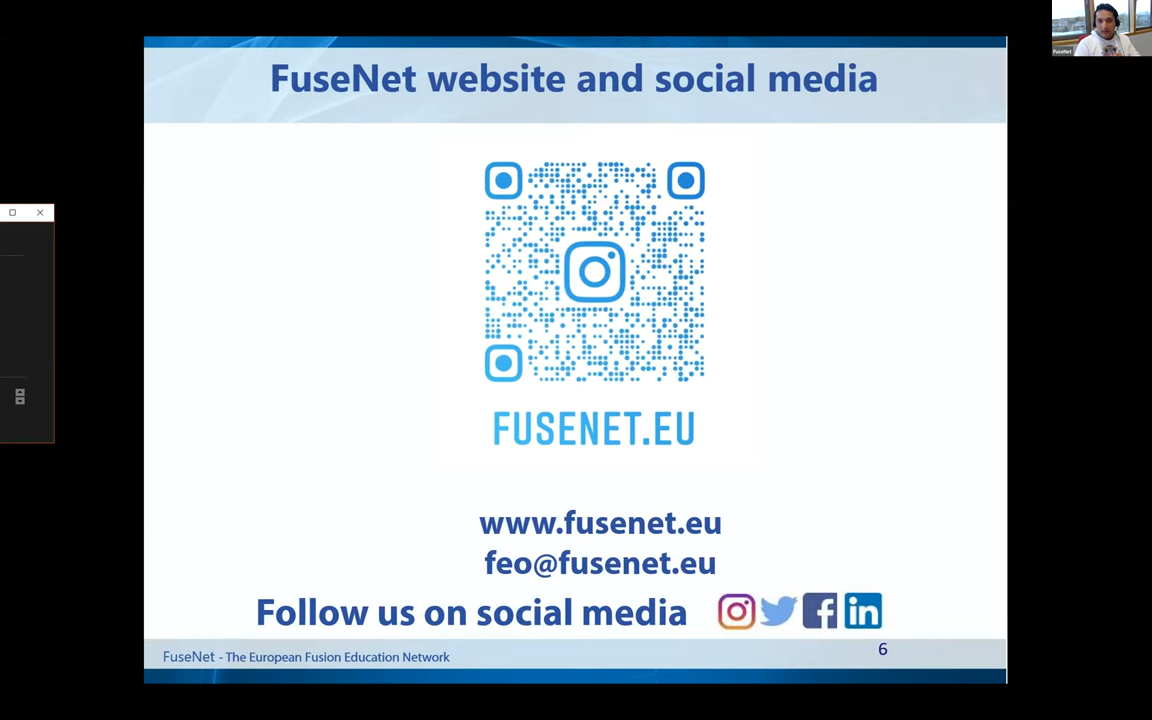 FuseNet website and social media
FuseNet
FUSENET.EU
www.fusenet.eu
feo@fusenet.eu
Follow us on social media
6
FuseNet - The European Fusion Education Network